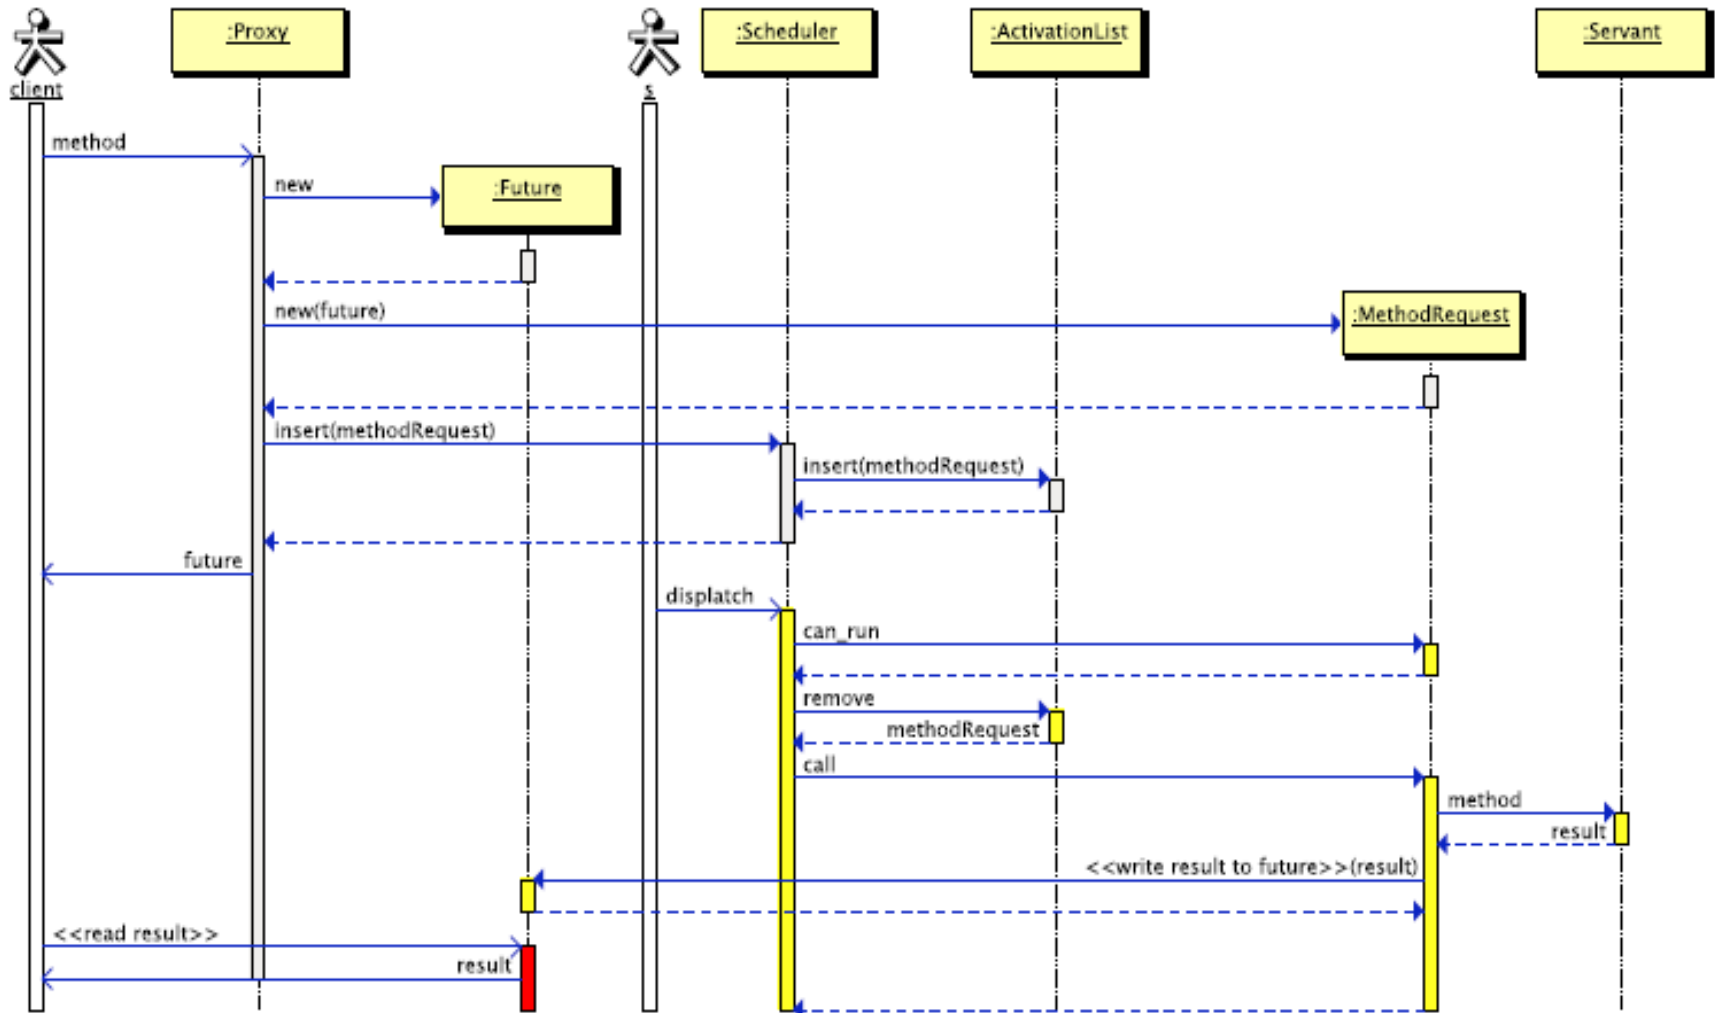 :Proxy
:Scheduler
:ActivationList
:Servant
client
s
method
new
:Future
new(future)
:MethodRequest
insert(methodRequest)
insert(methodRequest)
future
displatch
can_run
remove
methodRequest
call
method
result
<<write result to future>>(result)
<<read result>>
result